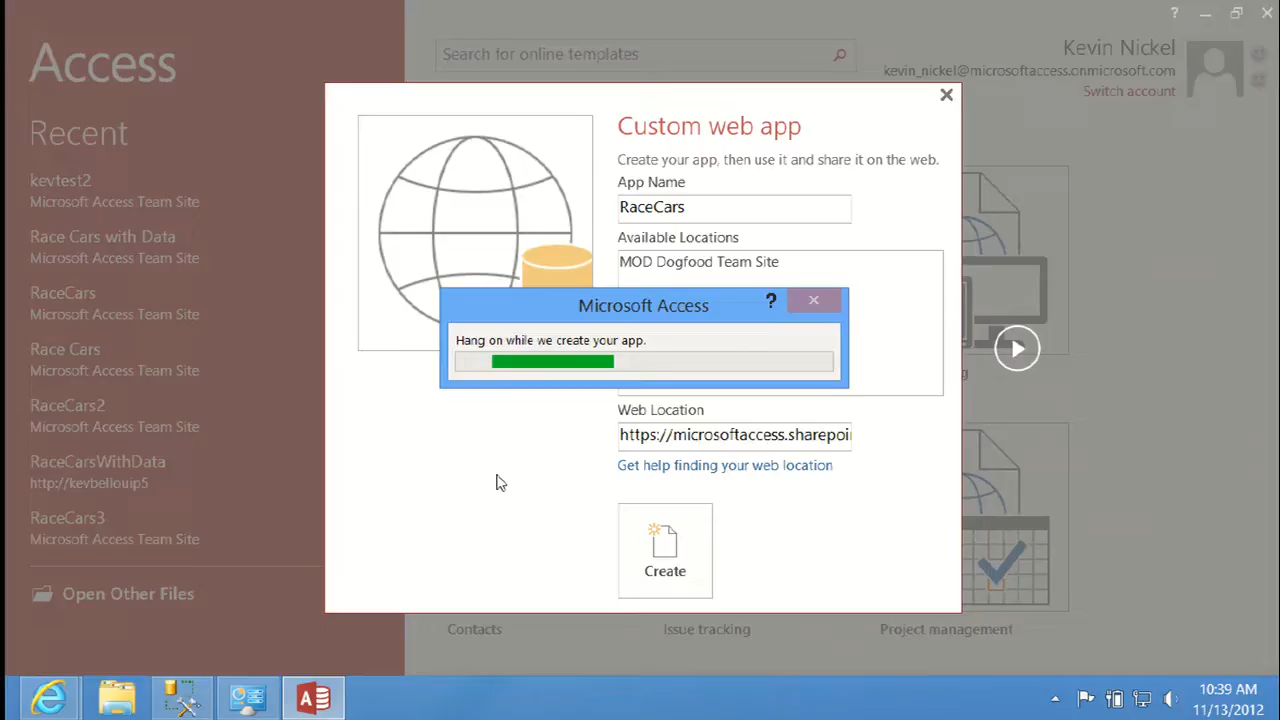 Access
Recent
kevtest2
Microsoft Access Team Site
Race Cars with Data
Microsoft Access Team Site
RaceCars
Microsoft Access Team Site
Race Cars
Microsoft Access Team Site
RaceCars2
Microsoft Access Team Site
RaceCarsWithData
http://kevbellouip5
RaceCars3
Microsoft Access Team Site
Open Other Files
Search for online templates
?
Kevin Nickel
kevin_nickel@microsoftaccess.onmicrosoft.com
Switch account
Custom web app
Create your app, then use it and share it on the web.
App Name
RaceCars
Available Locations
MOD Dogfood Team Site
Microsoft Access
?
Hang on while we create your app.
Web Location
https://microsoftaccess.sharepoi
Get help finding your web location
Create
g
Contacts
Issue tracking
Project management
10:39 AM
11/13/2012